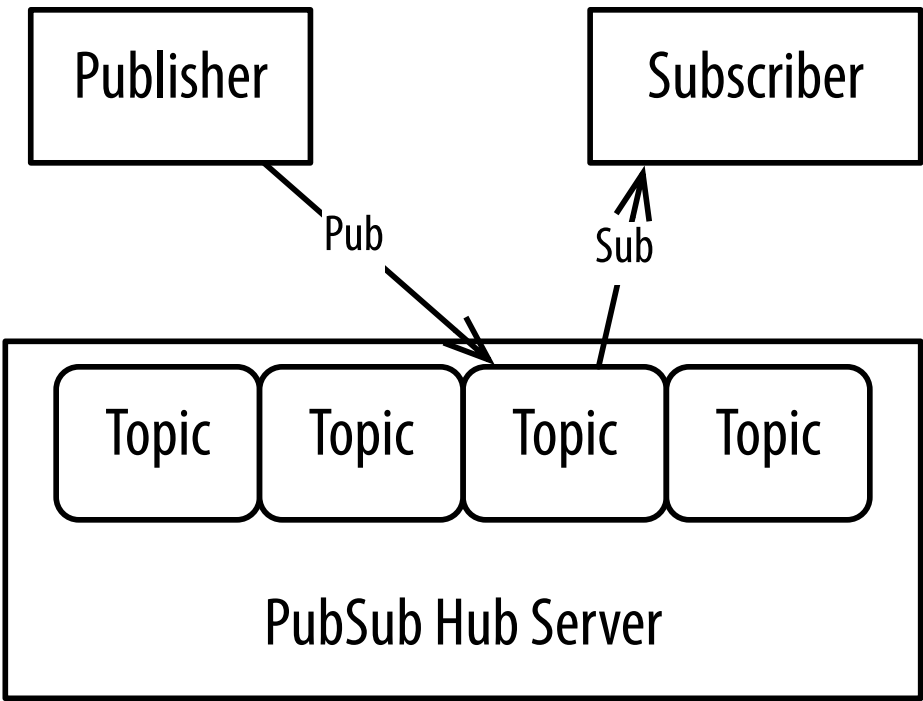 Publisher
Subscriber
Pub
Sub
Topic
Topic
Topic
Topic
PubSub Hub Server